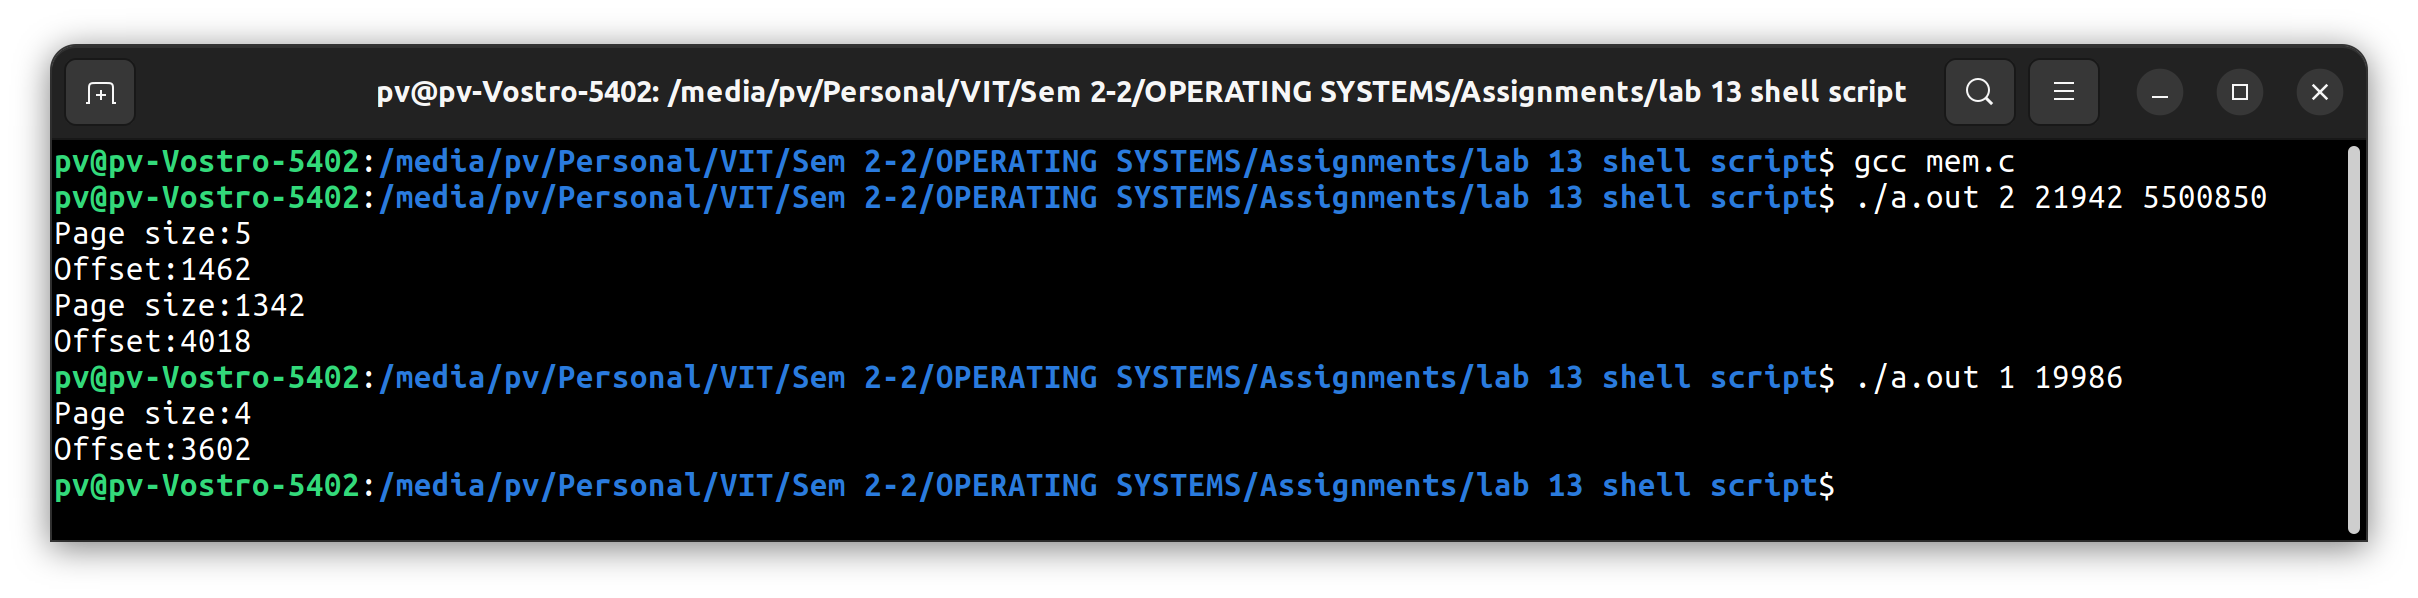 pv@pv-Vostro-5402: /media/pv/Personal/VIT/Sem 2-2/OPERATING SYSTEMS/Assignments/lab 13 shell script
pv@pv-Vostro-5402:/media/pv/Personal/VIT/Sem 2-2/OPERATING SYSTEMS/Assignments/lab 13 shell script$ gcc mem.c
pv@pv-Vostro-5402:/media/pv/Personal/VIT/Sem 2-2/OPERATING SYSTEMS/Assignments/lab 13 shell script$ ./a.out 2 21942 5500850
Page size:5
Offset:1462
Page size:1342
Offset:4018
pv@pv-Vostro-5402:/media/pv/Personal/VIT/Sem 2-2/OPERATING SYSTEMS/Assignments/lab 13 shell script$ ./a.out 1 19986
Page size:4
Offset:3602
pv@pv-Vostro-5402:/media/pv/Personal/VIT/Sem 2-2/OPERATING SYSTEMS/Assignments/lab 13 shell script$